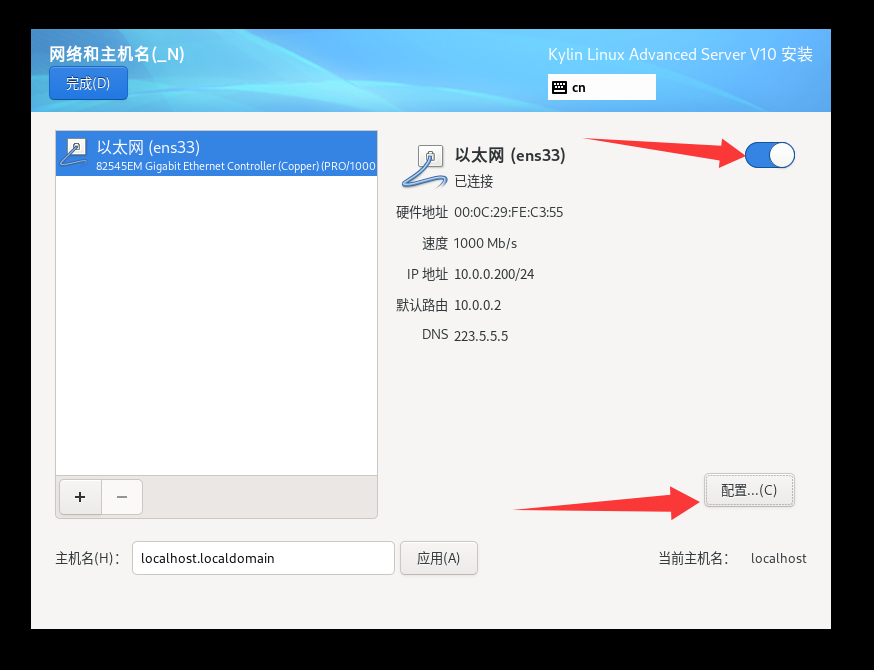 网络和主机名(_N)
Kylin Linux Advanced Server V10 安装
完成(D)
cn
以太网 (ens33)
82545EM Gigabit Ethernet Controller (Copper) (PRO/1000
以太网 (ens33)
已连接
硬件地址 00:0C:29:FE:C3:55
速度 1000 Mb/s
IP 地址 10.0.0.200/24
默认路由 10.0.0.2
DNS 223.5.5.5
+ −
配置...(C)
主机名(H)： localhost.localdomain 应用(A) 当前主机名： localhost